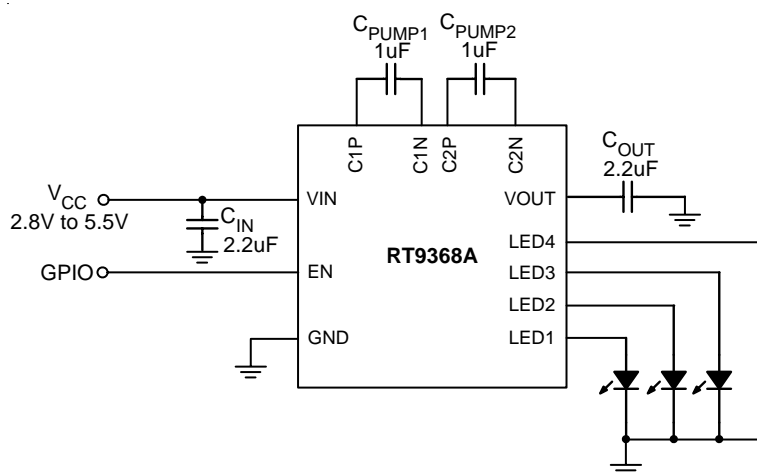 CPUMP1
1uF
CPUMP2
1uF
C1P
C1N
C2P
C2N
COUT
2.2uF
VCC
2.8V to 5.5V
CIN
2.2uF
VIN
VOUT
LED4
RT9368A
GPIO
EN
LED3
LED2
GND
LED1